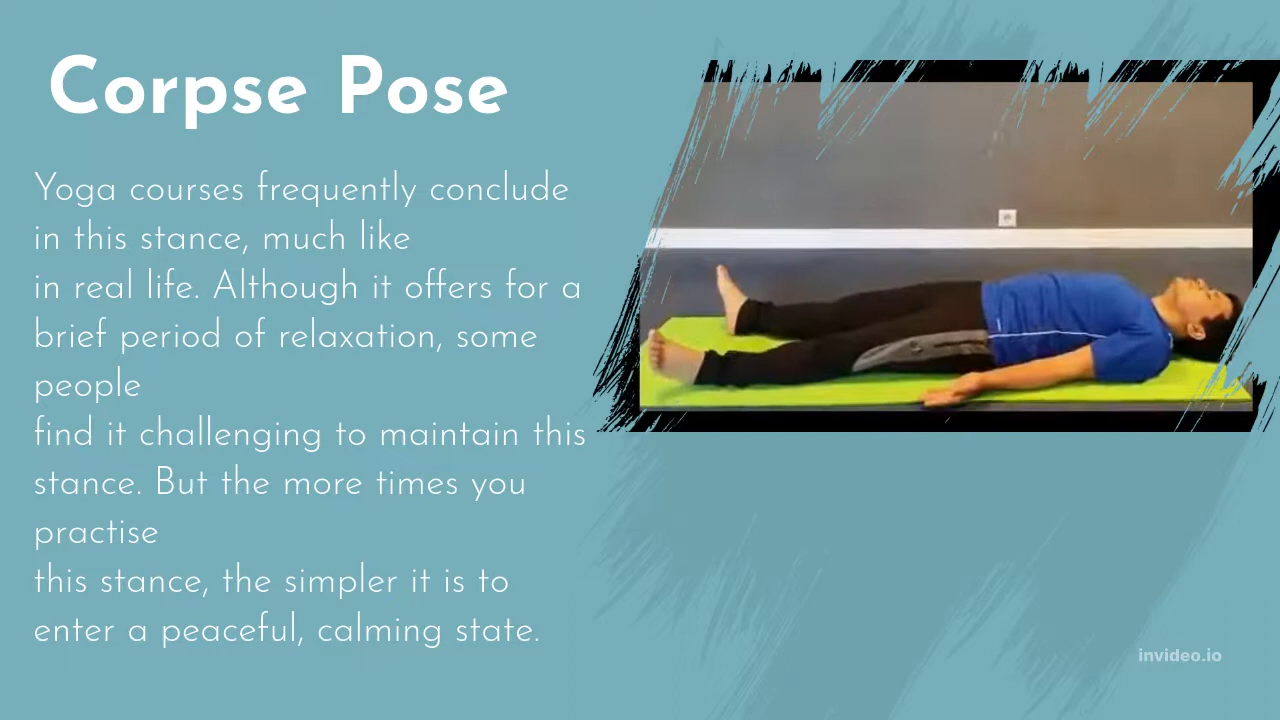 Corpse Pose
Yoga courses frequently conclude
in this stance, much like
in real life. Although it offers for a
brief period of relaxation, some
people
find it challenging to maintain this
stance. But the more times you
practise
this stance, the simpler it is to
enter a peaceful, calming state.
invideo.io